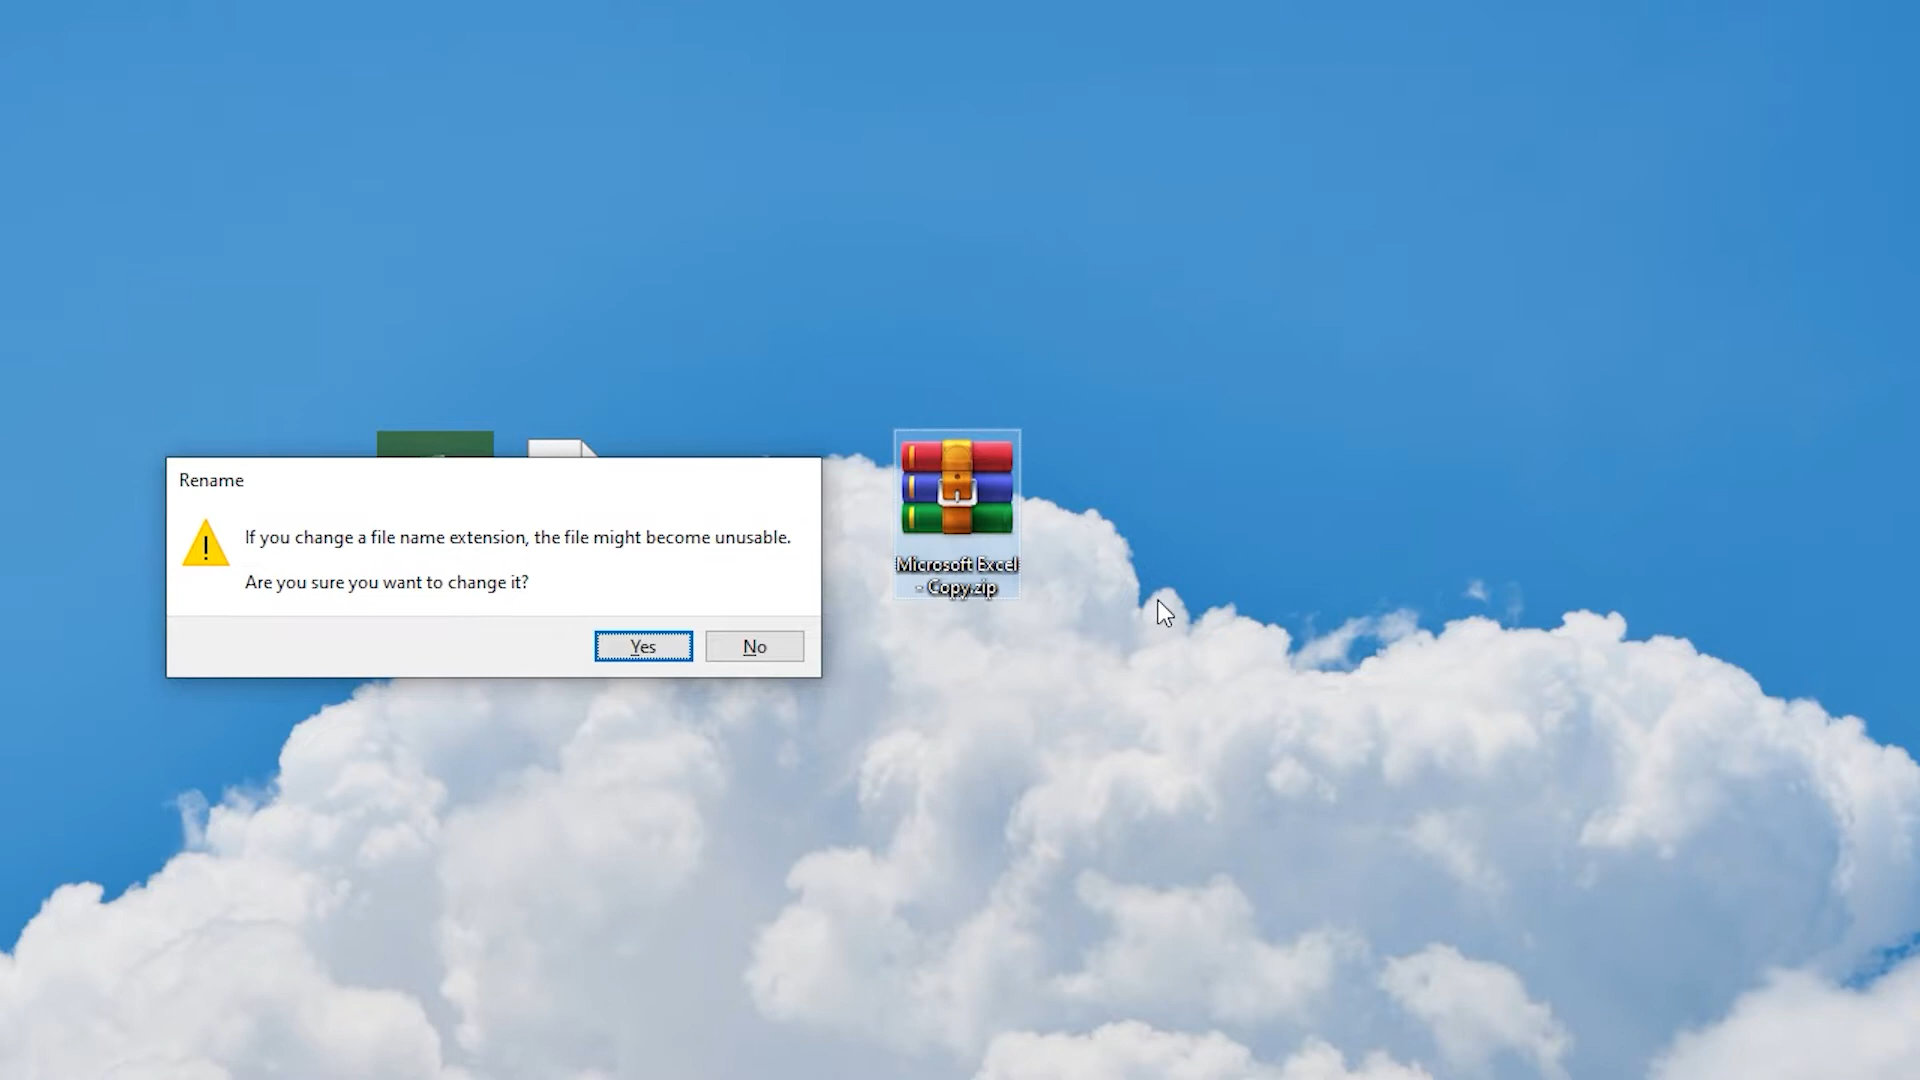 Rename
If you change a file name extension, the file might become unusable.
Are you sure you want to change it?
Yes
No
Microsoft Excel
- Copy.zip